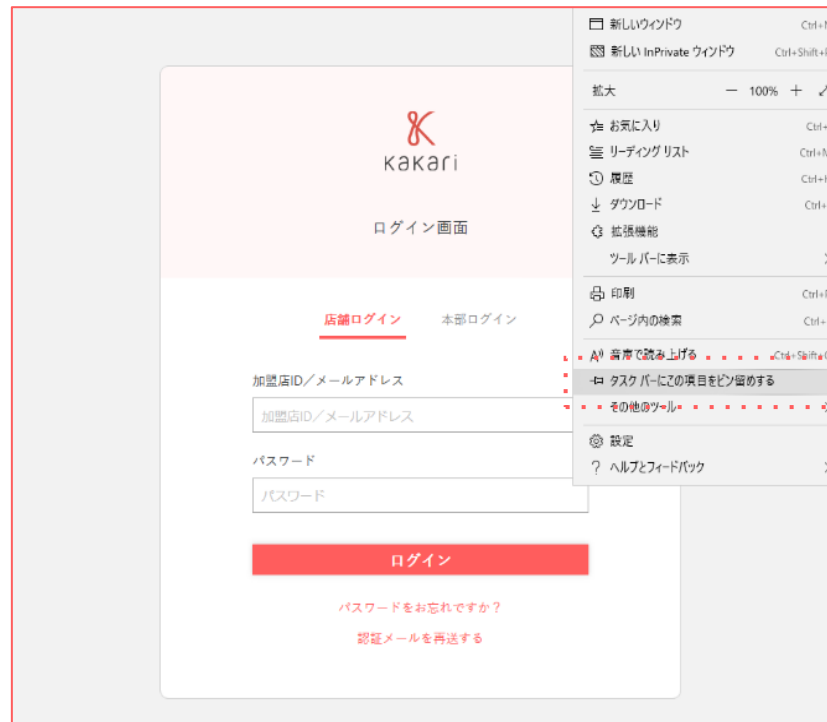 kakari
ログイン画面
店舗ログイン 本部ログイン
加盟店ID／メールアドレス
加盟店ID／メールアドレス
パスワード
パスワード
ログイン
パスワードをお忘れですか？
認証メールを再送する
新しいウィンドウ
新しい InPrivate ウィンドウ Ctrl+Shift+
拡大 － 100% ＋
お気に入り Ctrl+
リーディング リスト
履歴
ダウンロード Ctrl+
拡張機能
ツール バーに表示
印刷
ページ内の検索 Ctrl+
音声で読み上げる Ctrl+Shift+
タスク バーにこの項目をピン留めする
その他のツール
設定
? ヘルプとフィードバック